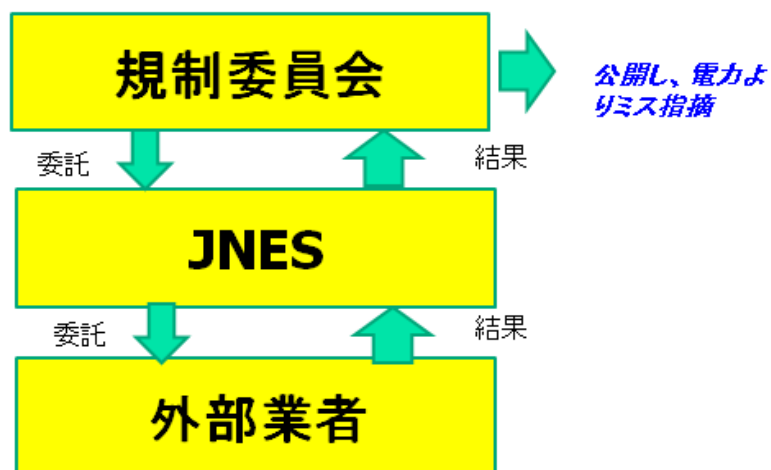 規制委員会
公開し、電力よ
りミス指摘
委託
結果
JNES
委託
結果
外部業者